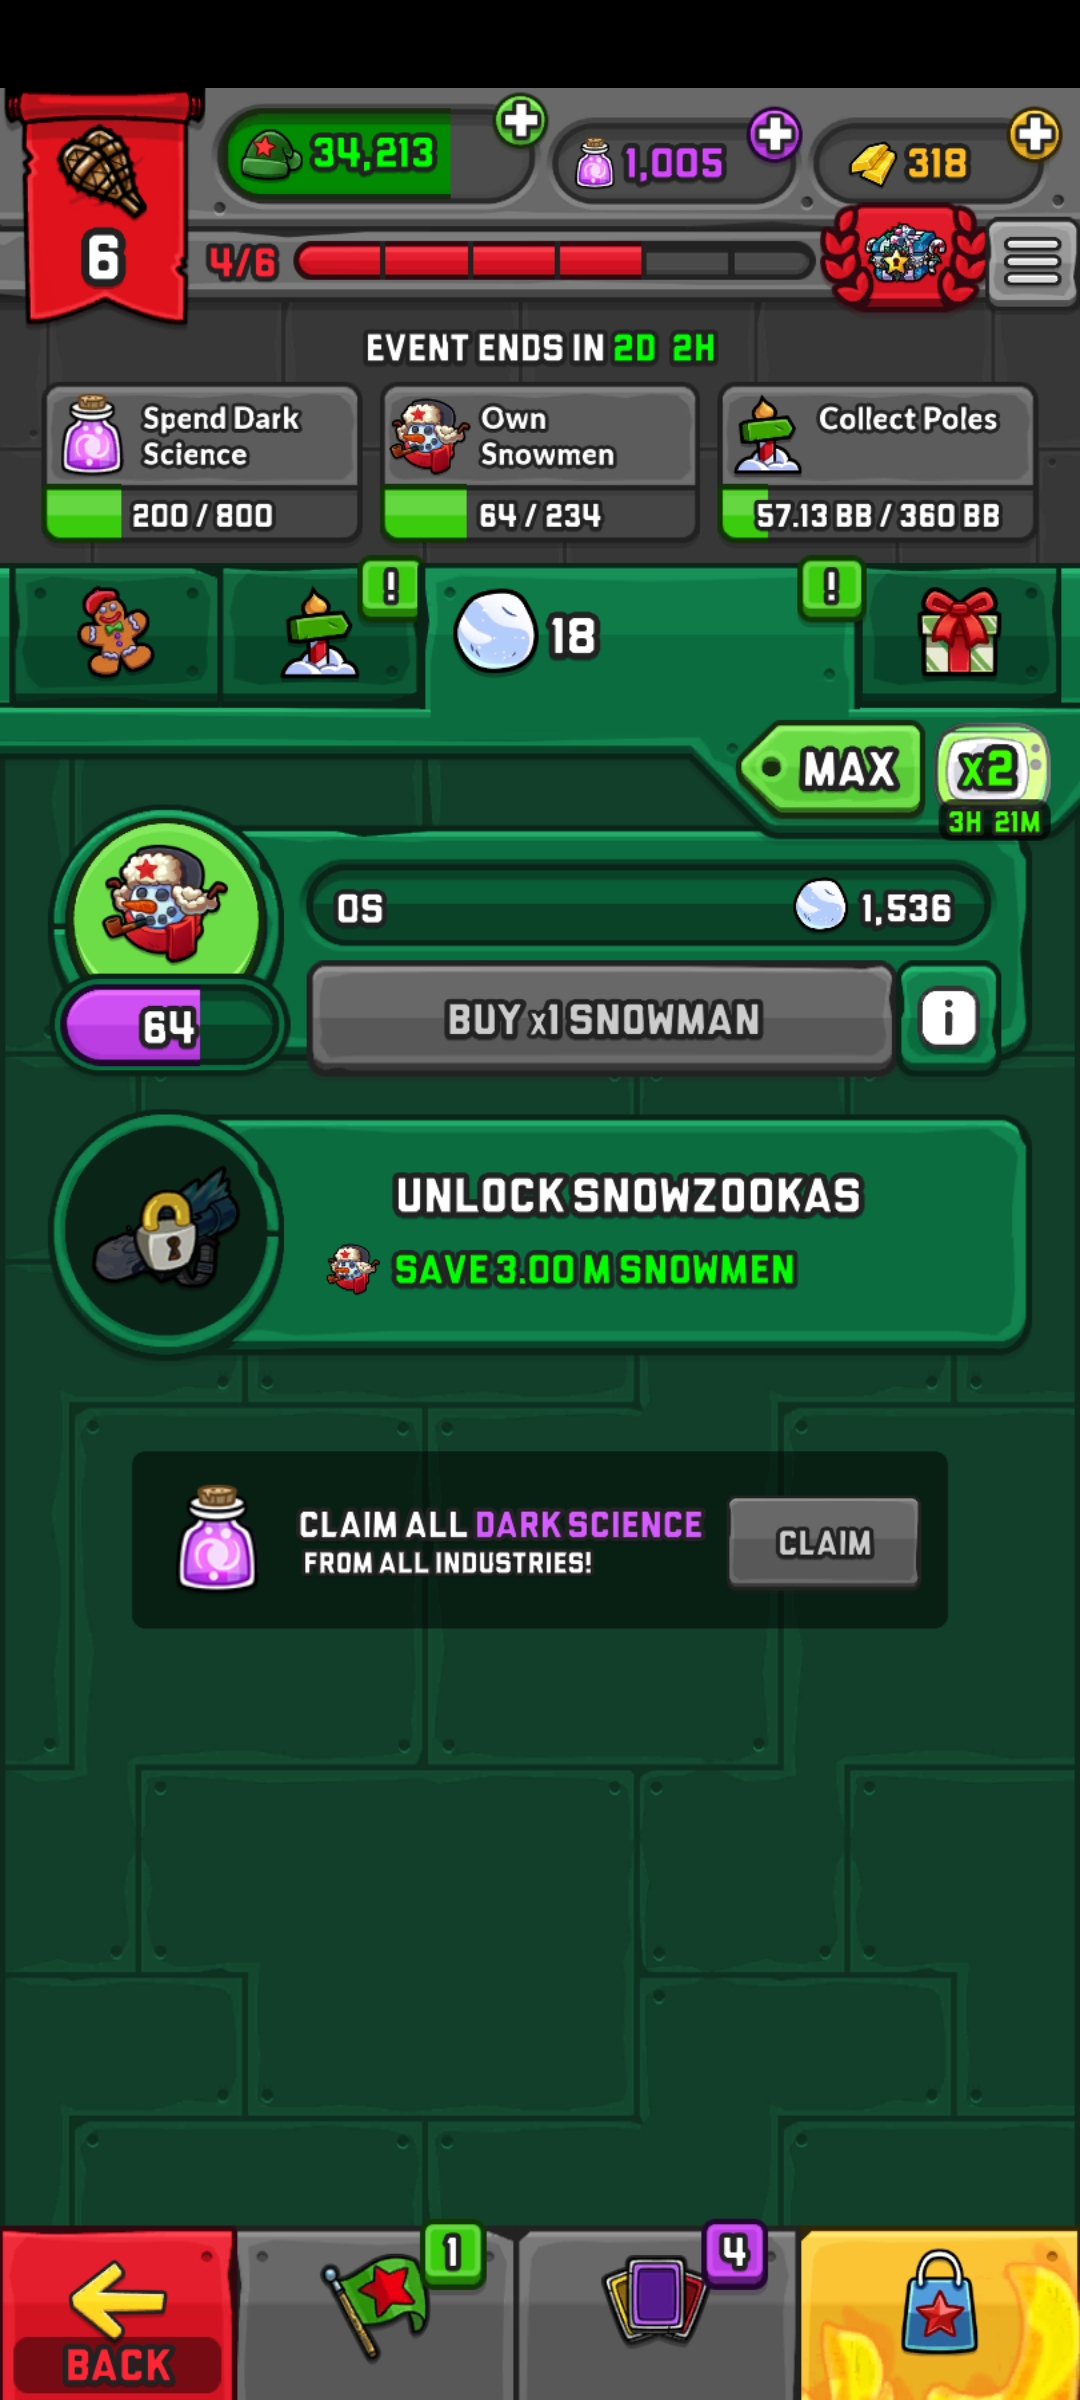 34,213
1,005
318
6
4/6
EVENT ENDS IN 2D 2H
Spend Dark
Science
200 / 800
Own
Snowmen
64 / 234
Collect Poles
57.13 BB / 360 BB
!
18
!
MAX
x2
3H 21M
0S
1,536
64
BUY x1 SNOWMAN
i
UNLOCK SNOWZOOKAS
SAVE 3.00 M SNOWMEN
CLAIM ALL DARK SCIENCE
FROM ALL INDUSTRIES!
CLAIM
1
4
BACK